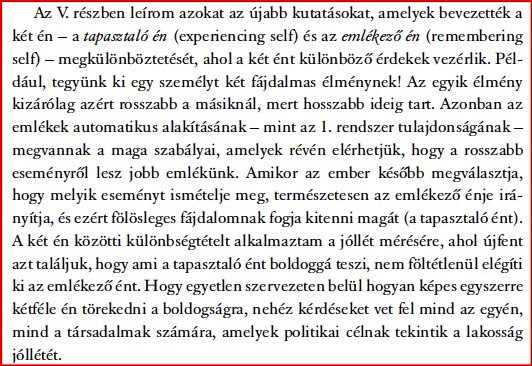 Az V. részben leírom azokat az újabb kutatásokat, amelyek bevezették a
két én – a tapasztaló én (experiencing self) és az emlékező én (remembering
self) – megkülönböztetését, ahol a két ént különböző érdekek vezérlik. Pél-
dául, tegyünk ki egy személyt két fájdalmas élménynek! Az egyik élmény
kizárólag azért rosszabb a másiknál, mert hosszabb ideig tart. Azonban az
emlékek automatikus alakításának – mint az 1. rendszer tulajdonságának –
megvannak a maga szabályai, amelyek révén elérhetjük, hogy a rosszabb
eseményről lesz jobb emlékünk. Amikor az ember később megválasztja,
hogy melyik eseményt ismételje meg, természetesen az emlékező énje irá-
nyítja, és ezért fölösleges fájdalomnak fogja kitenni magát (a tapasztaló ént).
A két én közötti különbségtételt alkalmaztam a jóllét mérésére, ahol újfent
azt találjuk, hogy ami a tapasztaló ént boldoggá teszi, nem föltétlenül elégíti
ki az emlékező ént. Hogy egyetlen szervezeten belül hogyan képes egyszerre
kétféle én törekedni a boldogságra, nehéz kérdéseket vet fel mind az egyén,
mind a társadalmak számára, amelyek politikai célnak tekintik a lakosság
jóllétét.